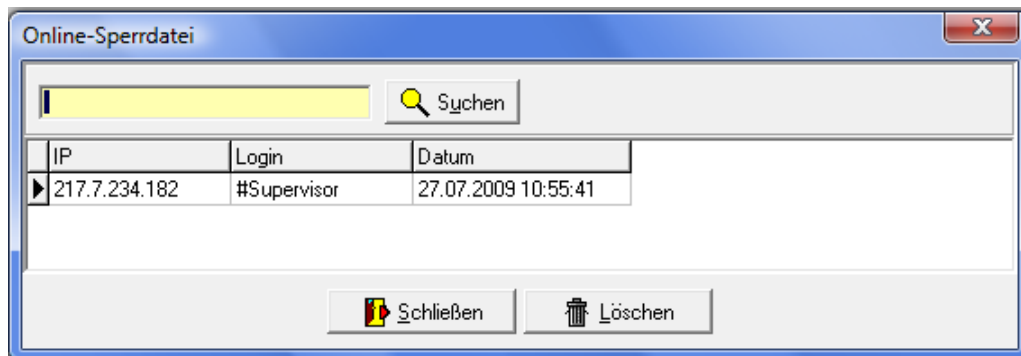 Online-Sperrdatei
Suchen
IP Login Datum
217.7.234.182 #Supervisor 27.07.2009 10:55:41
Schließen Löschen